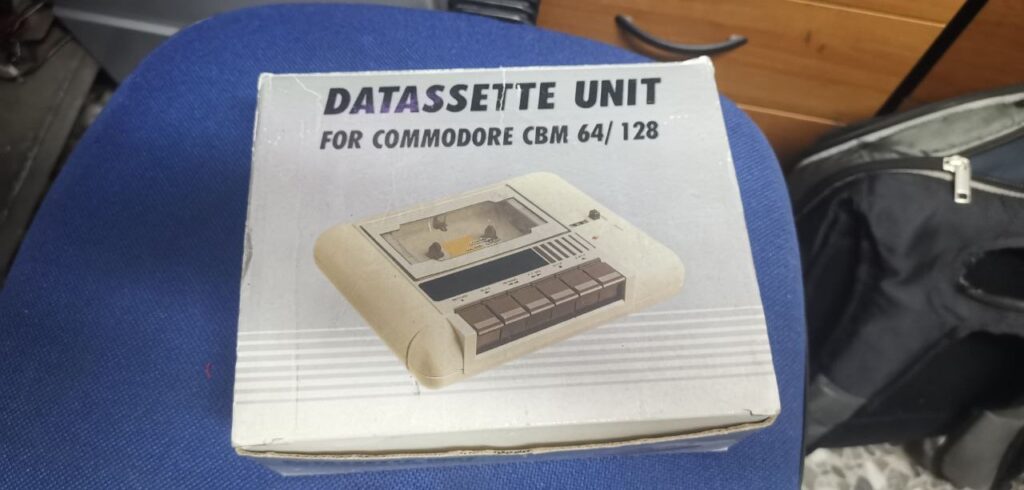 DATASSETTE UNIT
FOR COMMODORE CBM 64/128